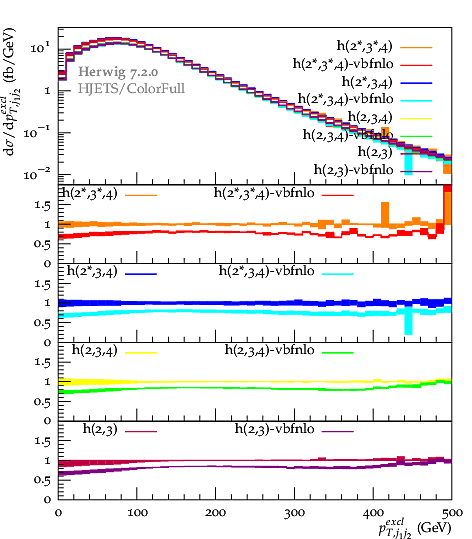 dσ/dp^{excl}_{T,j1j2} (fb/GeV)
10^1
1
10^{-1}
10^{-2}
Herwig 7.2.0
HJETS/ColorFull
h(2*,3*,4)
h(2*,3*,4)-vbfnlo
h(2*,3,4)
h(2*,3,4)-vbfnlo
h(2,3,4)
h(2,3,4)-vbfnlo
h(2,3)
h(2,3)-vbfnlo
h(2*,3*,4) h(2*,3*,4)-vbfnlo
1.5
1
0.5
0
h(2*,3,4) h(2*,3,4)-vbfnlo
1.5
1
0.5
0
h(2,3,4) h(2,3,4)-vbfnlo
1.5
1
0.5
0
h(2,3) h(2,3)-vbfnlo
1.5
1
0.5
0
0 100 200 300 400 500
p^{excl}_{T,j1j2} (GeV)